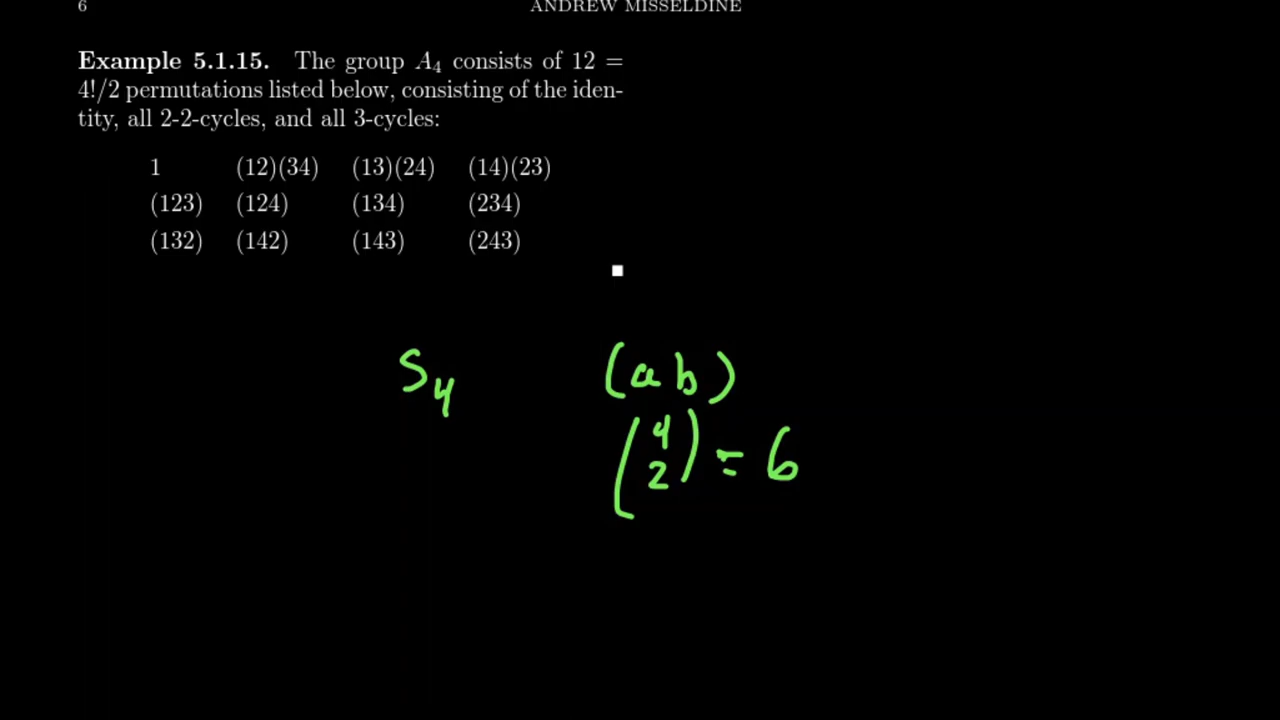 6 ANDREW MISSELDINE
Example 5.1.15. The group A₄ consists of 12 =
4!/2 permutations listed below, consisting of the iden-
tity, all 2-2-cycles, and all 3-cycles:
1 (12)(34) (13)(24) (14)(23)
(123) (124) (134) (234)
(132) (142) (143) (243)
S₄ (ab)
(4 2) = 6